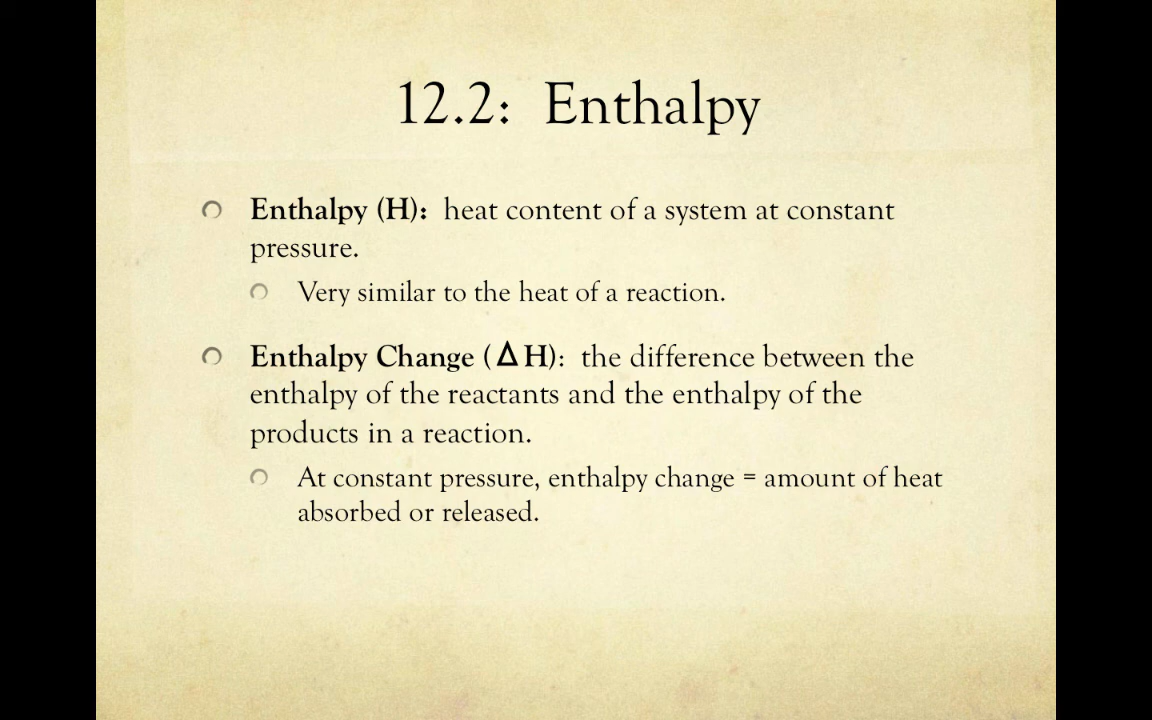 12.2: Enthalpy
Enthalpy (H): heat content of a system at constant
pressure.
Very similar to the heat of a reaction.
Enthalpy Change (ΔH): the difference between the
enthalpy of the reactants and the enthalpy of the
products in a reaction.
At constant pressure, enthalpy change = amount of heat
absorbed or released.